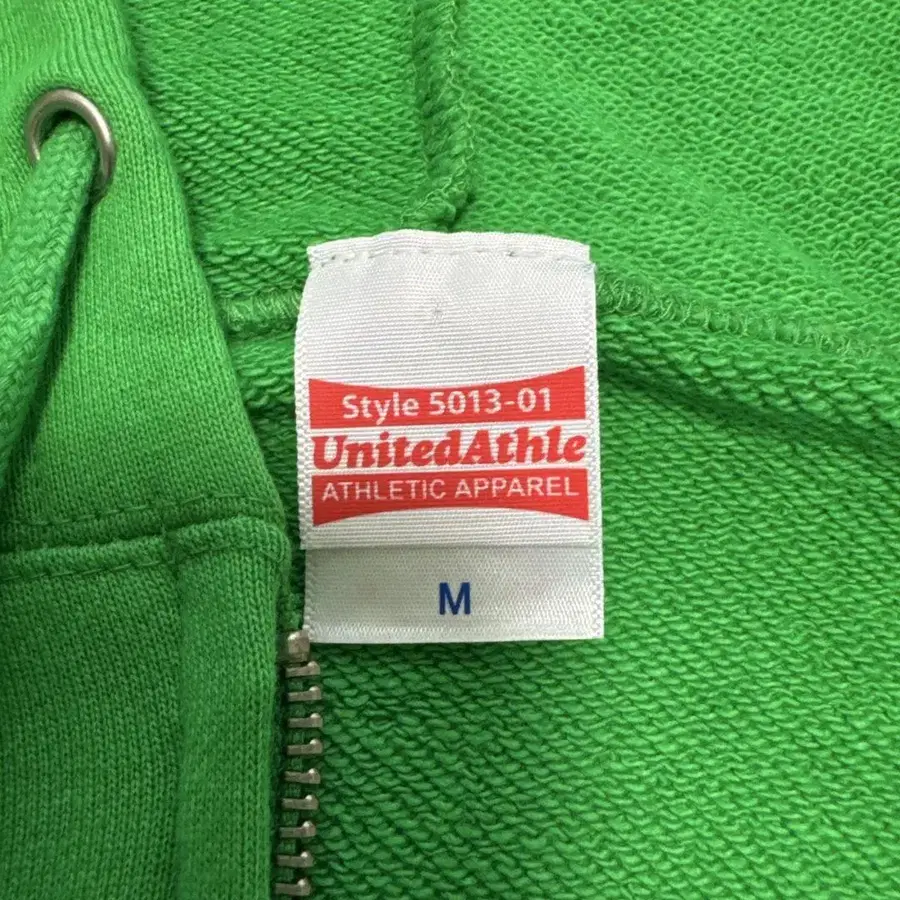 Style 5013-01
UnitedAthle
ATHLETIC APPAREL
M